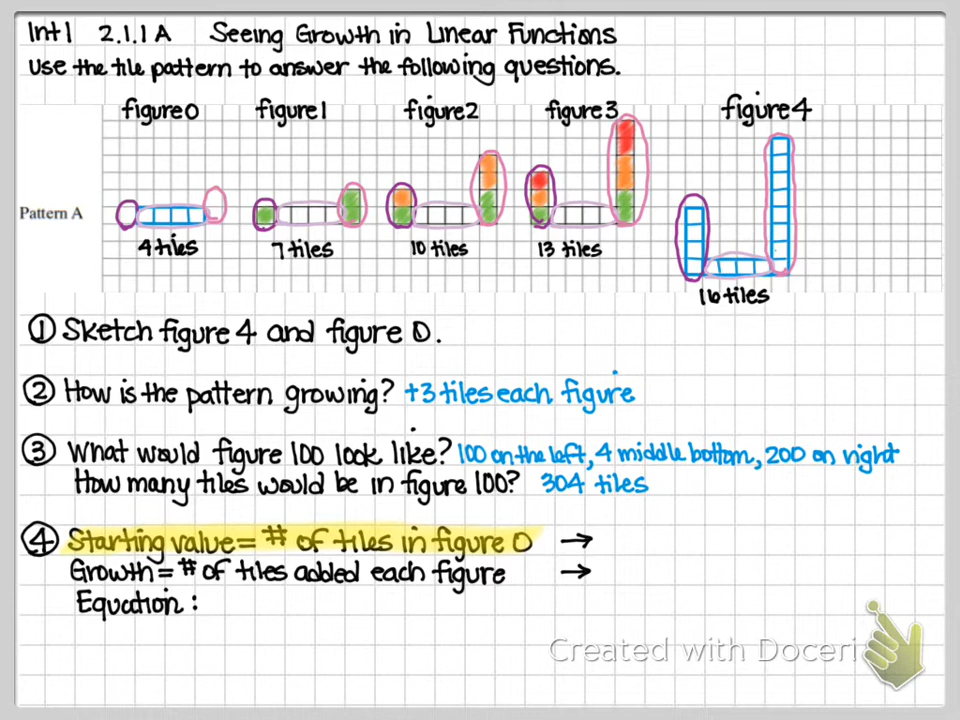 Int 1 2.1.1 A Seeing Growth in Linear Functions
Use the tile pattern to answer the following questions.
figure 0 figure 1 figure 2 figure 3 figure 4
Pattern A
4 tiles 7 tiles 10 tiles 13 tiles
16 tiles
① Sketch figure 4 and figure 0.
② How is the pattern growing? +3 tiles each figure
③ What would figure 100 look like? 100 on the left, 4 middle bottom, 200 on right
How many tiles would be in figure 100? 304 tiles
④ Starting value = # of tiles in figure 0 →
Growth = # of tiles added each figure →
Equation :
Created with Doceri